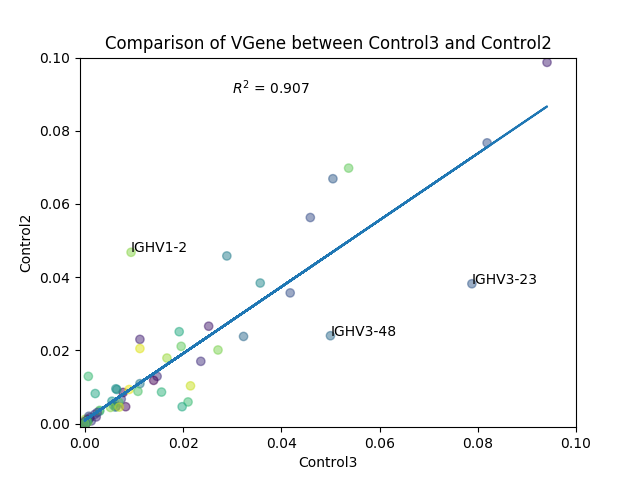 Comparison of VGene between Control3 and Control2
R² = 0.907
0.10
0.08
0.06
0.04
0.02
0.00
Control2
IGHV1-2
IGHV3-23
IGHV3-48
0.00 0.02 0.04 0.06 0.08 0.10
Control3